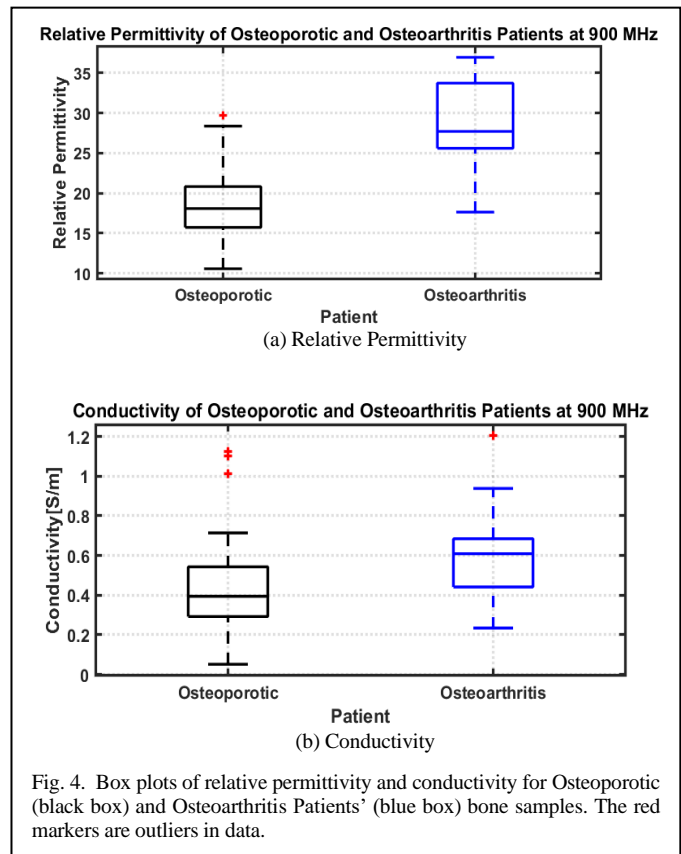 Relative Permittivity of Osteoporotic and Osteoarthritis Patients at 900 MHz
Relative Permittivity
35
30
25
20
15
10
Osteoporotic Osteoarthritis
Patient
(a) Relative Permittivity
Conductivity of Osteoporotic and Osteoarthritis Patients at 900 MHz
Conductivity[S/m]
1.2
1
0.8
0.6
0.4
0.2
0
Osteoporotic Osteoarthritis
Patient
(b) Conductivity
Fig. 4. Box plots of relative permittivity and conductivity for Osteoporotic
(black box) and Osteoarthritis Patients’ (blue box) bone samples. The red
markers are outliers in data.